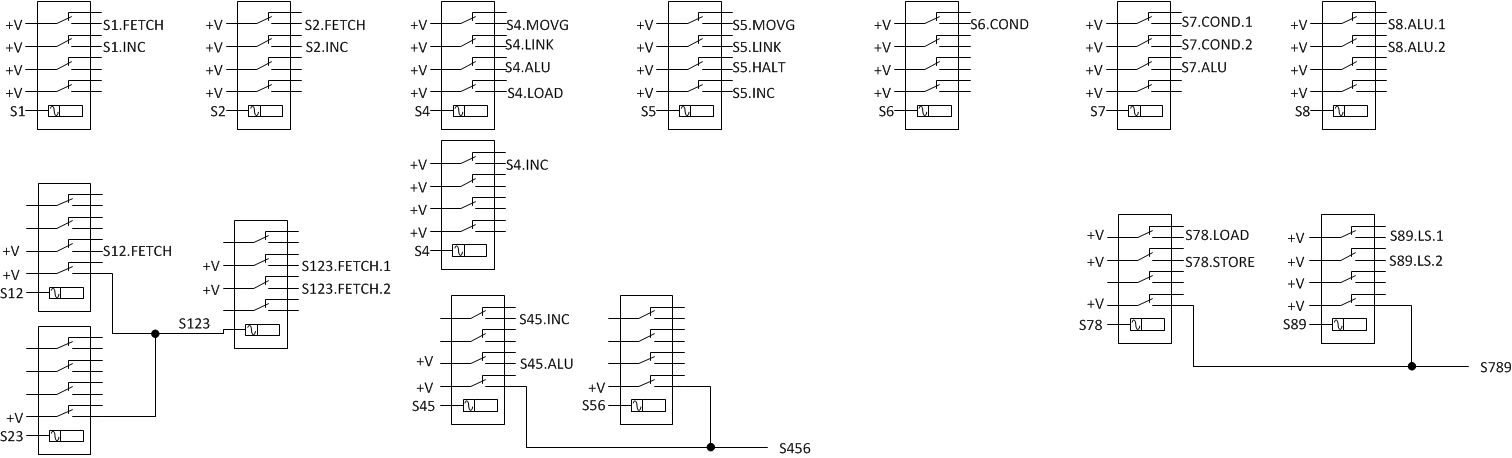 +V S1.FETCH
+V S1.INC
+V
+V
S1
+V S2.FETCH
+V S2.INC
+V
+V
S2
+V S4.MOVG
+V S4.LINK
+V S4.ALU
+V S4.LOAD
S4
+V S5.MOVG
+V S5.LINK
+V S5.HALT
+V S5.INC
S5
+V S6.COND
+V
+V
+V
S6
+V S7.COND.1
+V S7.COND.2
+V S7.ALU
+V
S7
+V S8.ALU.1
+V S8.ALU.2
+V
+V
S8
+V S4.INC
+V
+V
+V
S4
+V S12.FETCH
+V
S12
+V S123.FETCH.1
+V S123.FETCH.2
S123
+V
S23
S45.INC
+V S45.ALU
+V
S45
+V
S56
S456
+V S78.LOAD
+V S78.STORE
+V
+V
S78
+V S89.LS.1
+V S89.LS.2
+V
+V
S89
S789